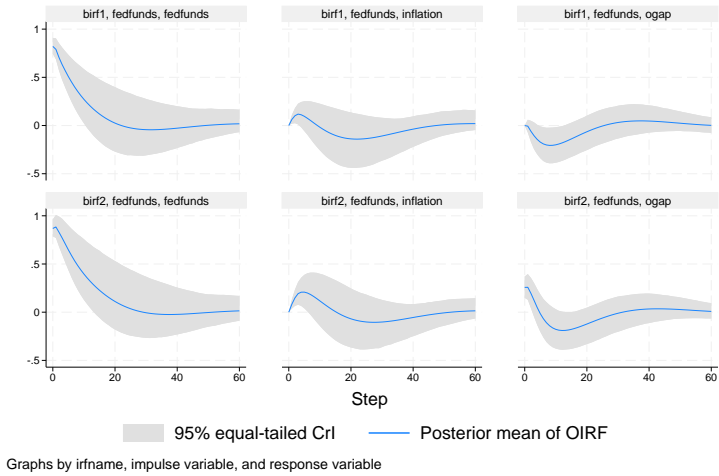 birf1, fedfunds, fedfunds
birf1, fedfunds, inflation
birf1, fedfunds, ogap
1
.5
0
-.5
birf2, fedfunds, fedfunds
birf2, fedfunds, inflation
birf2, fedfunds, ogap
1
.5
0
-.5
0 20 40 60
0 20 40 60
0 20 40 60
Step
95% equal-tailed CrI
Posterior mean of OIRF
Graphs by irfname, impulse variable, and response variable